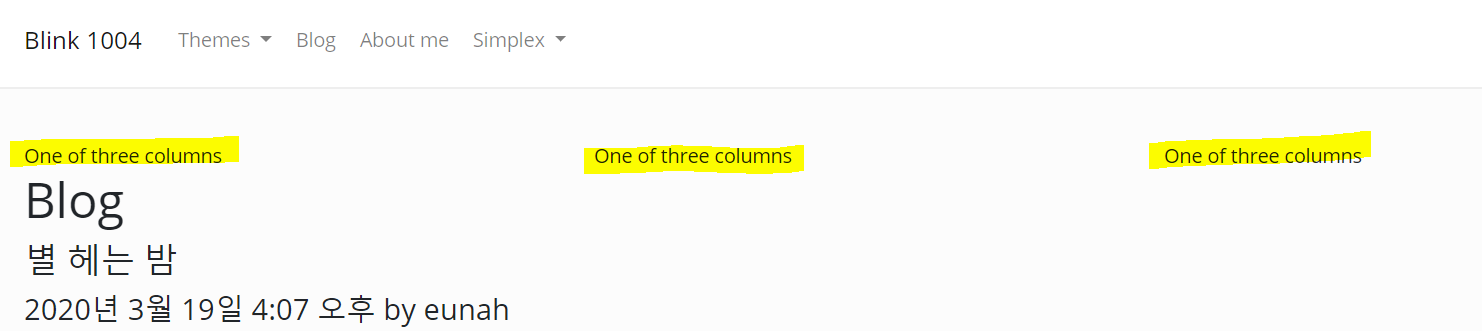 Blink 1004 Themes Blog About me Simplex
One of three columns One of three columns One of three columns
Blog
별 헤는 밤
2020년 3월 19일 4:07 오후 by eunah